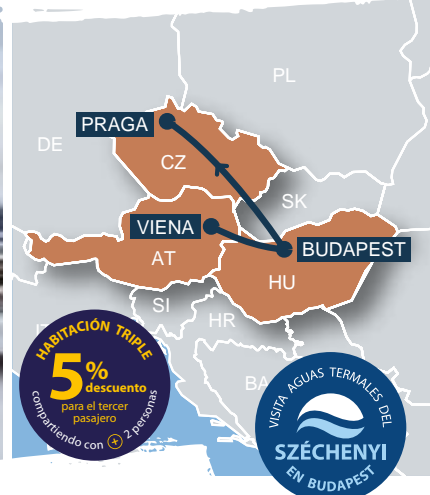 PL
PRAGA
DE
CZ
SK
VIENA
BUDAPEST
AT
HU
SI
HR
BA
HABITACIÓN TRIPLE
5%
descuento
para el tercer
pasajero
compartiendo con + 2 personas
VISITA AGUAS TERMALES DEL
SZÉCHENYI
EN BUDAPEST